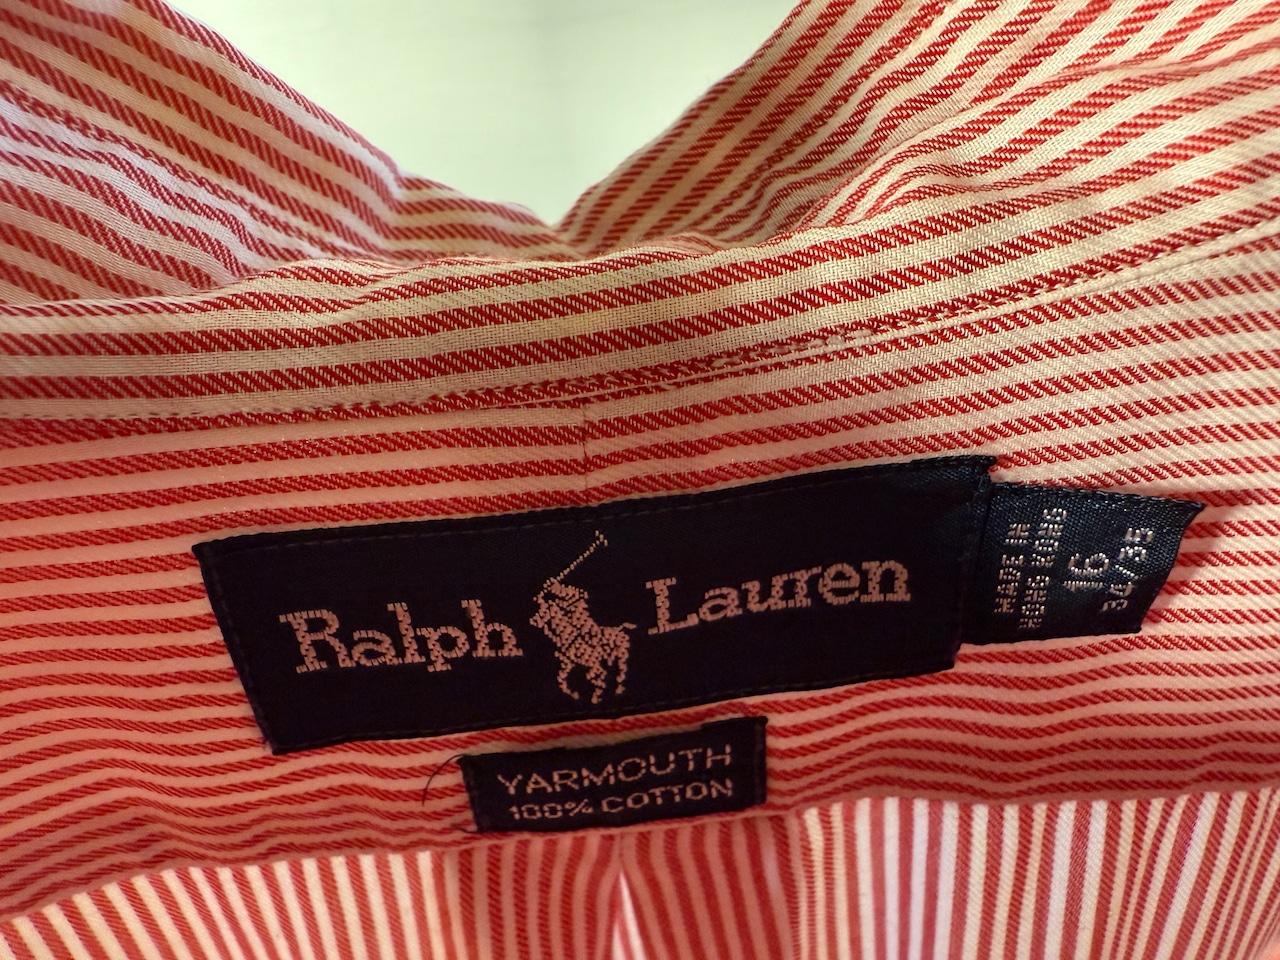 Ralph Lauren
MADE IN
HONG KONG
16
34/35
YARMOUTH
100% COTTON